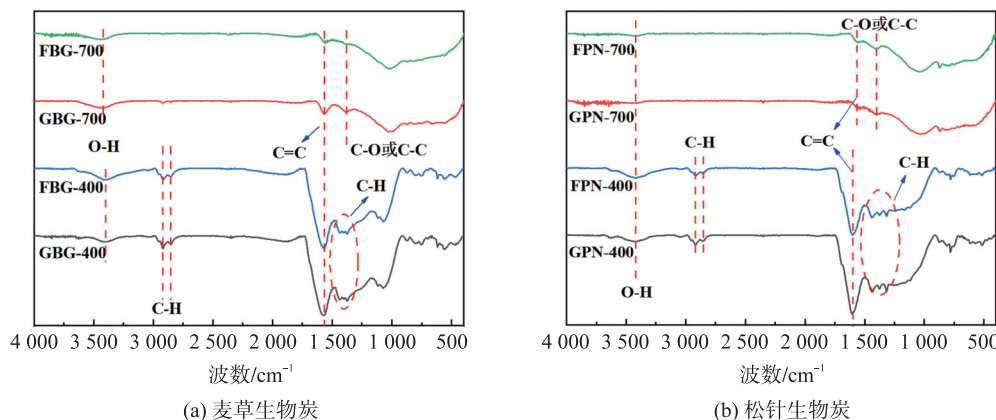 FBG-700
GBG-700
O-H
C=C
C-O或C-C
C-H
FBG-400
GBG-400
C-H
4 000 3 500 3 000 2 500 2 000 1 500 1 000 500
波数/cm⁻¹
(a) 麦草生物炭
C-O或C-C
FPN-700
GPN-700
C-H
C=C
C-H
FPN-400
GPN-400
O-H
4 000 3 500 3 000 2 500 2 000 1 500 1 000 500
波数/cm⁻¹
(b) 松针生物炭